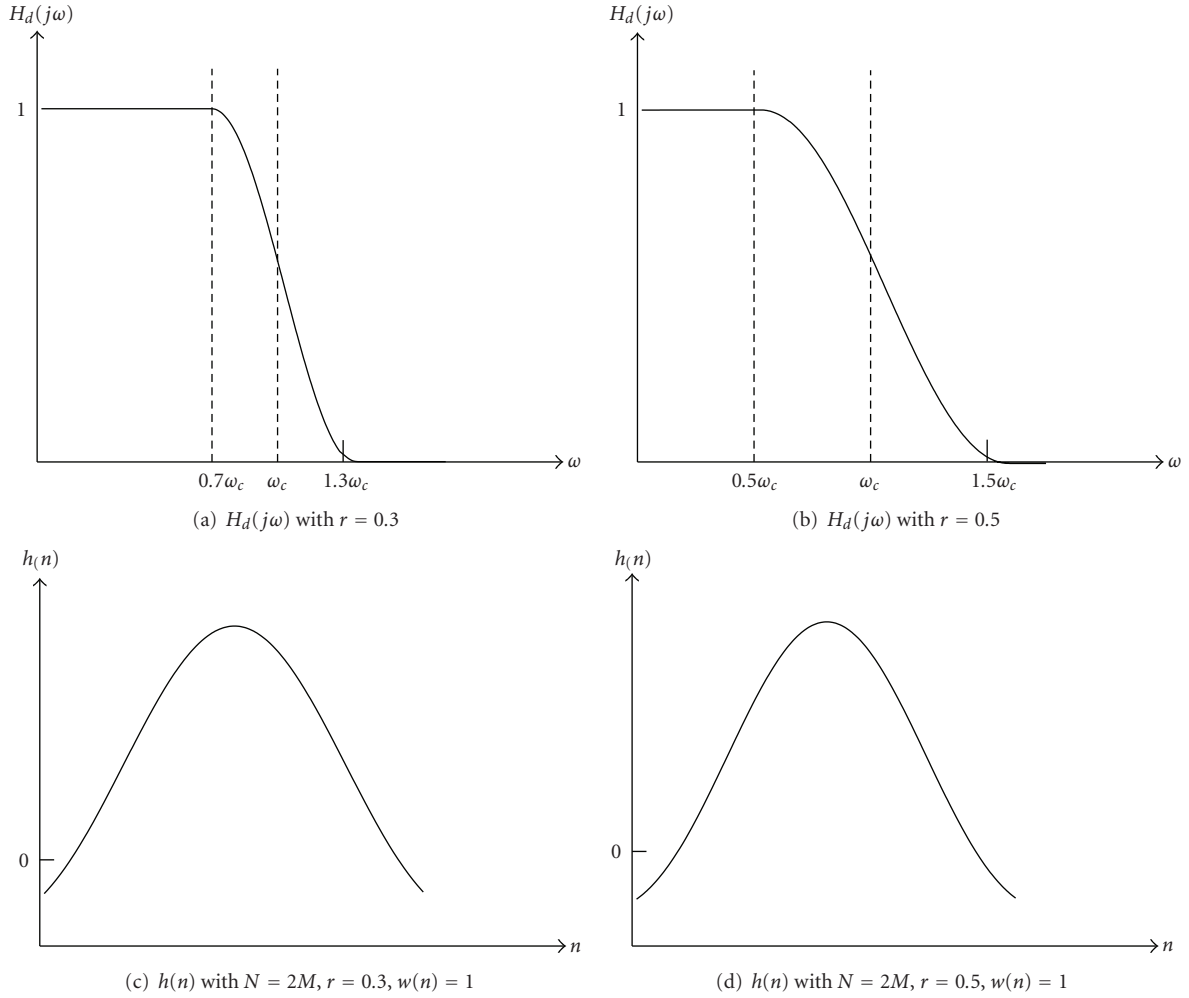 H_d(jω)
1
0.7ω_c ω_c 1.3ω_c
ω
(a) H_d(jω) with r = 0.3
H_d(jω)
1
0.5ω_c ω_c 1.5ω_c
ω
(b) H_d(jω) with r = 0.5
h(n)
0
n
(c) h(n) with N = 2M, r = 0.3, w(n) = 1
h(n)
0
n
(d) h(n) with N = 2M, r = 0.5, w(n) = 1